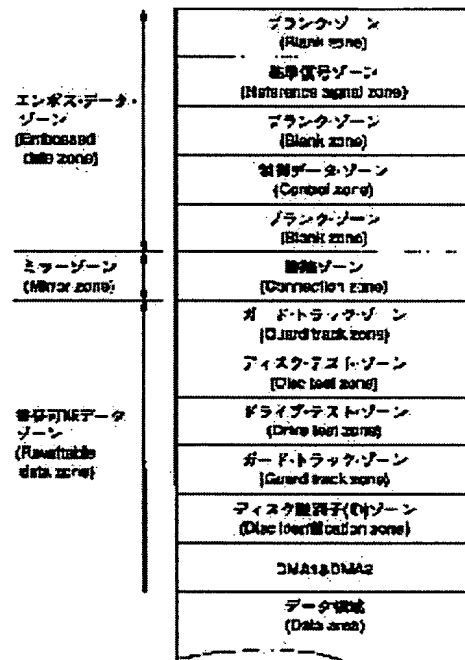 エンボス・データ・
ゾーン
(Embossed
data zone)
ミラーゾーン
(Mirror zone)
書換可能データ
ゾーン
(Rewritable
data zone)
ブランク・ゾーン
(Blank zone)
基準信号ゾーン
(Reference signal zone)
ブランク・ゾーン
(Blank zone)
制御データ・ゾーン
(Control zone)
ブランク・ゾーン
(Blank zone)
接続ゾーン
(Connection zone)
ガード・トラック・ゾーン
(Guard track zone)
ディスク・テスト・ゾーン
(Disc test zone)
ドライブ・テスト・ゾーン
(Drive test zone)
ガード・トラック・ゾーン
(Guard track zone)
ディスク識別子(ID)ゾーン
(Disc identification zone)
DMA1&DMA2
データ領域
(Data area)